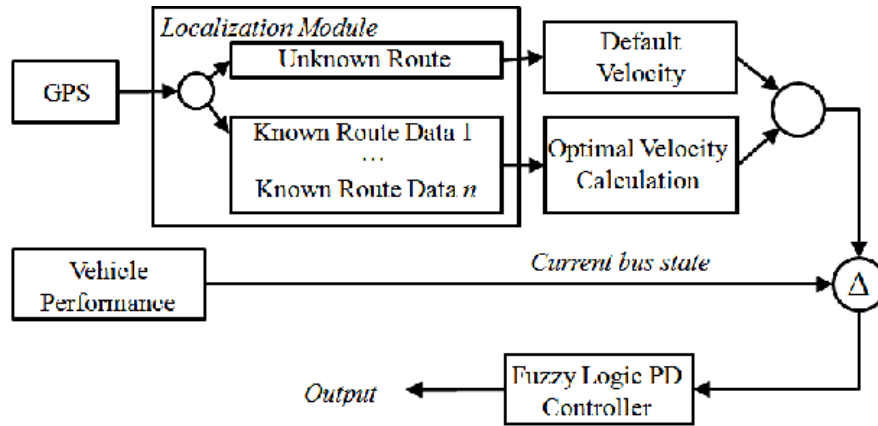 Localization Module
Unknown Route
Default
Velocity
GPS
Known Route Data 1
...
Known Route Data n
Optimal Velocity
Calculation
Vehicle
Performance
Current bus state
Δ
Output
Fuzzy Logic PD
Controller